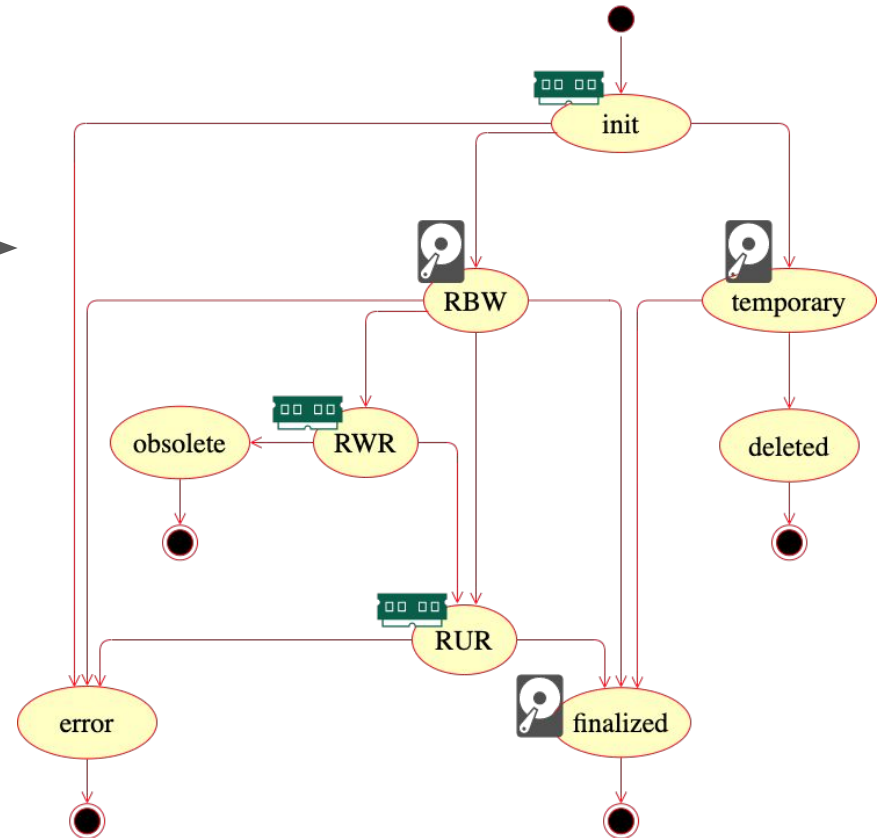 init
RBW
temporary
obsolete
RWR
deleted
RUR
error
finalized